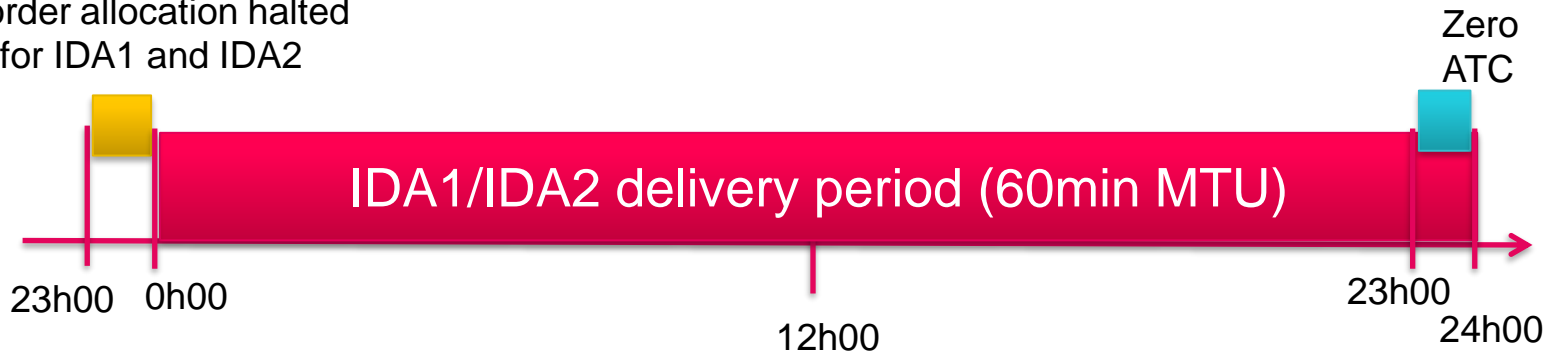 order allocation halted
for IDA1 and IDA2
Zero
ATC
IDA1/IDA2 delivery period (60min MTU)
23h00
0h00
12h00
23h00
24h00